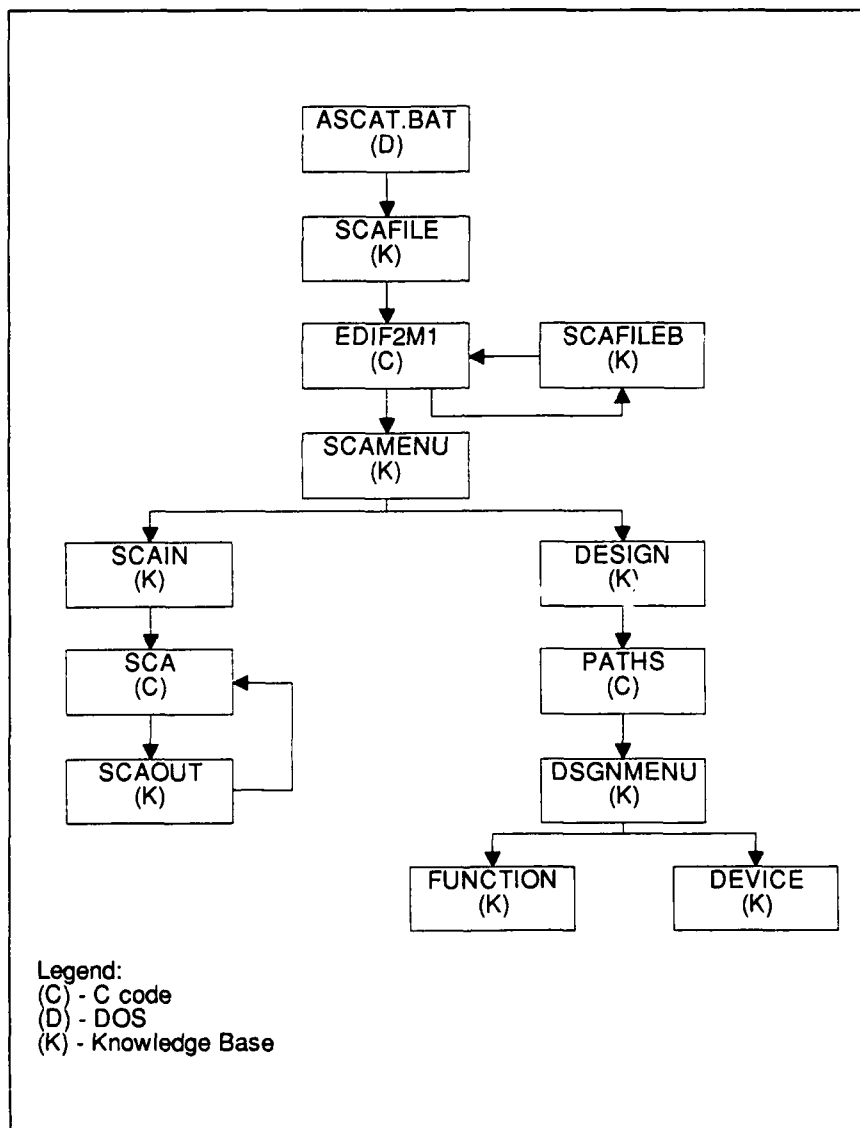 ASCAT.BAT
(D)
SCAFILE
(K)
EDIF2M1
(C)
SCAFILEB
(K)
SCAMENU
(K)
SCAIN
(K)
DESIGN
(K)
SCA
(C)
PATHS
(C)
SCAOUT
(K)
DSGNMENU
(K)
FUNCTION
(K)
DEVICE
(K)
Legend:
(C) - C code
(D) - DOS
(K) - Knowledge Base